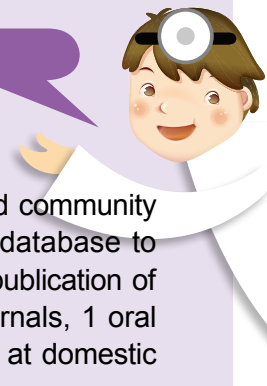 d community
database to
publication of
rnals, 1 oral
at domestic